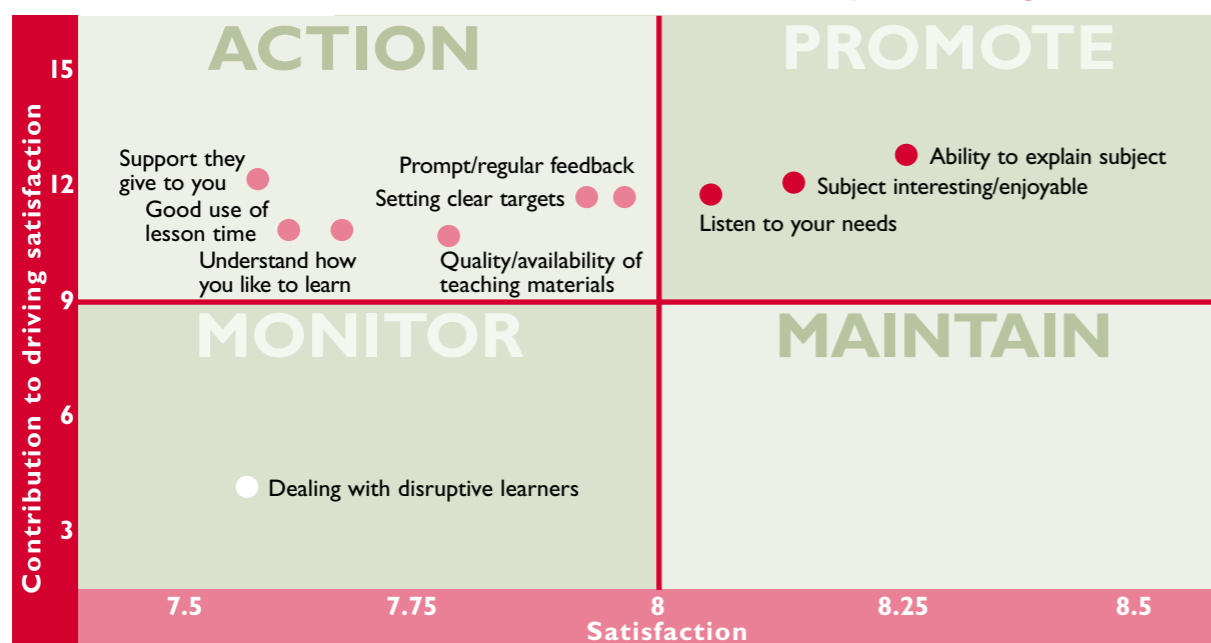 ACTION
PROMOTE
15
12
9
6
3
Contribution to driving satisfaction
Support they
give to you
Good use of
lesson time
Understand how
you like to learn
Prompt/regular feedback
Setting clear targets
Quality/availability of
teaching materials
Ability to explain subject
Subject interesting/enjoyable
Listen to your needs
MONITOR
MAINTAIN
Dealing with disruptive learners
7.5
7.75
8
8.25
8.5
Satisfaction